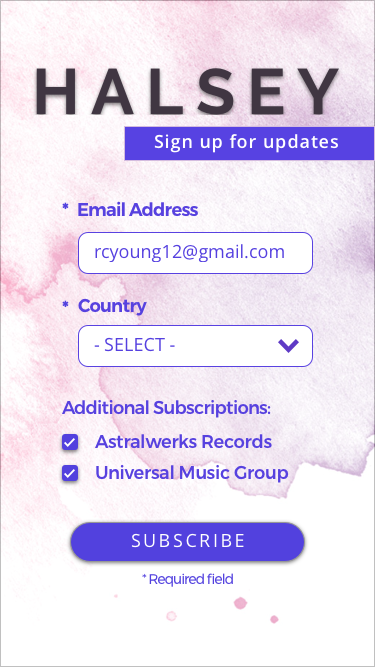 HALSEY
Sign up for updates
* Email Address
rcyoung12@gmail.com
* Country
- SELECT -
Additional Subscriptions:
Astralwerks Records
Universal Music Group
SUBSCRIBE
* Required field